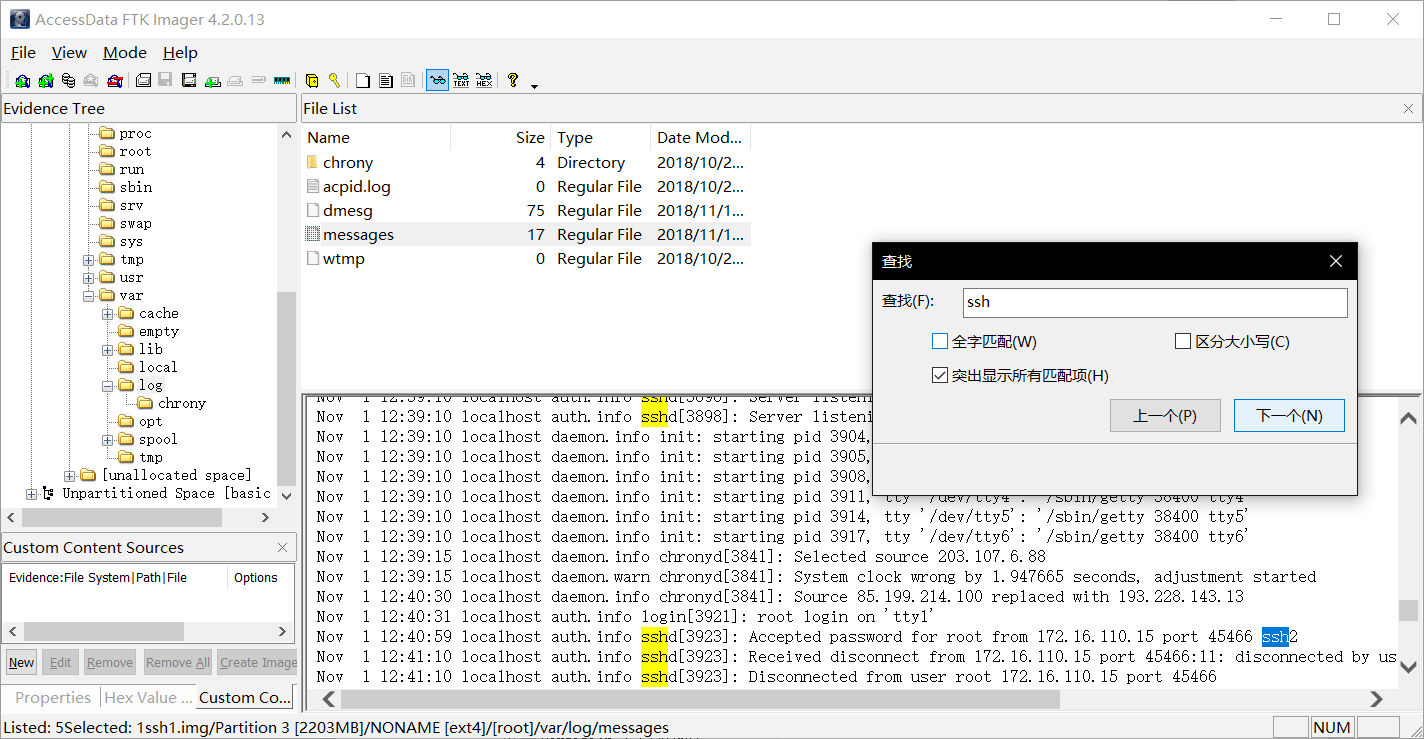 AccessData FTK Imager 4.2.0.13
File View Mode Help
Evidence Tree
proc
root
run
sbin
srv
swap
sys
tmp
usr
var
cache
empty
lib
local
log
chrony
opt
spool
tmp
[unallocated space]
Unpartitioned Space [basic
Custom Content Sources
Evidence:File System|Path|File Options
New Edit Remove Remove All Create Image
Properties Hex Value ... Custom Co...
File List
Name Size Type Date Mod...
chrony 4 Directory 2018/10/2...
acpid.log 0 Regular File 2018/10/2...
dmesg 75 Regular File 2018/11/1...
messages 17 Regular File 2018/11/1...
wtmp 0 Regular File 2018/10/2...
查找
查找(F): ssh
全字匹配(W) 区分大小写(C)
突出显示所有匹配项(H)
上一个(P) 下一个(N)
Nov 1 12:39:10 localhost auth.info sshd[3898]: Server listeni
Nov 1 12:39:10 localhost auth.info sshd[3898]: Server listeni
Nov 1 12:39:10 localhost daemon.info init: starting pid 3904,
Nov 1 12:39:10 localhost daemon.info init: starting pid 3905,
Nov 1 12:39:10 localhost daemon.info init: starting pid 3908,
Nov 1 12:39:10 localhost daemon.info init: starting pid 3911, tty '/dev/tty4': '/sbin/getty 38400 tty4'
Nov 1 12:39:10 localhost daemon.info init: starting pid 3914, tty '/dev/tty5': '/sbin/getty 38400 tty5'
Nov 1 12:39:10 localhost daemon.info init: starting pid 3917, tty '/dev/tty6': '/sbin/getty 38400 tty6'
Nov 1 12:39:15 localhost daemon.info chronyd[3841]: Selected source 203.107.6.88
Nov 1 12:39:15 localhost daemon.warn chronyd[3841]: System clock wrong by 1.947665 seconds, adjustment started
Nov 1 12:40:30 localhost daemon.info chronyd[3841]: Source 85.199.214.100 replaced with 193.228.143.13
Nov 1 12:40:31 localhost auth.info login[3921]: root login on 'tty1'
Nov 1 12:40:59 localhost auth.info sshd[3923]: Accepted password for root from 172.16.110.15 port 45466 ssh2
Nov 1 12:41:10 localhost auth.info sshd[3923]: Received disconnect from 172.16.110.15 port 45466:11: disconnected by us
Nov 1 12:41:10 localhost auth.info sshd[3923]: Disconnected from user root 172.16.110.15 port 45466
Listed: 5Selected: 1ssh1.img/Partition 3 [2203MB]/NONAME [ext4]/[root]/var/log/messages NUM